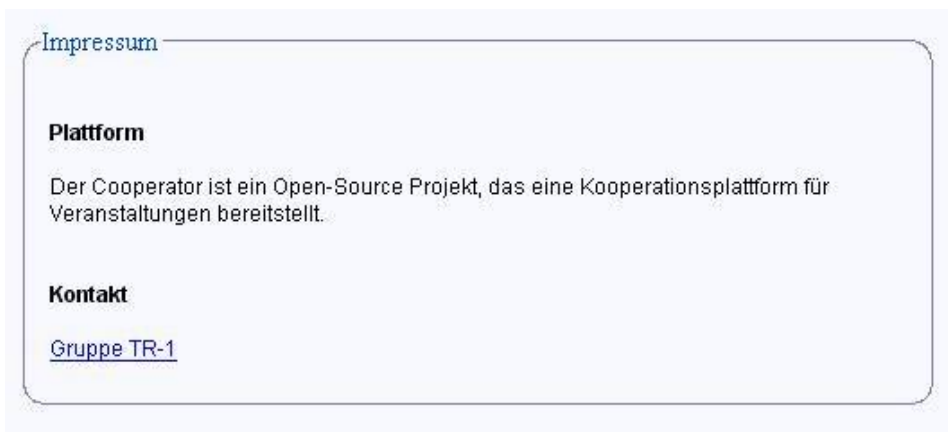 Impressum
Plattform
Der Cooperator ist ein Open-Source Projekt, das eine Kooperationsplattform für
Veranstaltungen bereitstellt.
Kontakt
Gruppe TR-1